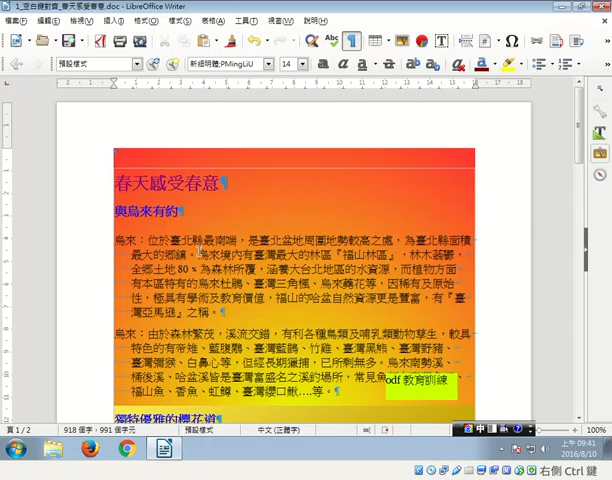 1_空白鍵對齊_春天感受春意.doc - LibreOffice Writer
檔案(F) 編輯(E) 檢視(V) 插入(I) 格式(O) 樣式(S) 表格(A) 工具(T) 視窗(W) 說明(H)
預設樣式 新細明體;PMingLiU 14
春天感受春意¶
與烏來有約¶
烏來：位於臺北縣最南端，是臺北盆地周圍地勢較高之處，為臺北縣面積
最大的鄉鎮。烏來境內有臺灣最大的林區『福山林區』，林木蓊鬱，
全鄉土地 80﹪為森林所覆，涵養大台北地區的水資源，而植物方面
有本區特有的烏來杜鵑、臺灣三角楓、烏來蘿花等，因稀有及原始
性，極具有學術及教育價值，福山的哈盆自然資源更是豐富，有『臺
灣亞馬遜』之稱。¶
烏來：由於森林繁茂，溪流交錯，有利各種鳥類及哺乳類動物孳生，較具
特色的有帝雉、藍腹鷴、臺灣藍鵲、竹雞、臺灣黑熊、臺灣野豬、
臺灣獼猴、白鼻心等，但經長期獵捕，已所剩無多。烏來南勢溪、
桶後溪、哈盆溪皆是臺灣富盛名之溪釣場所，常見魚
odf 教育訓練
福山魚、香魚、虹鱒、臺灣纓口鰍....等。¶
獨特優雅的櫻花道¶
頁 1 / 2 918 個字，991 個字元 預設樣式 中文 (正體字) 100%
中
上午 09:41
2016/8/10
右側 Ctrl 鍵